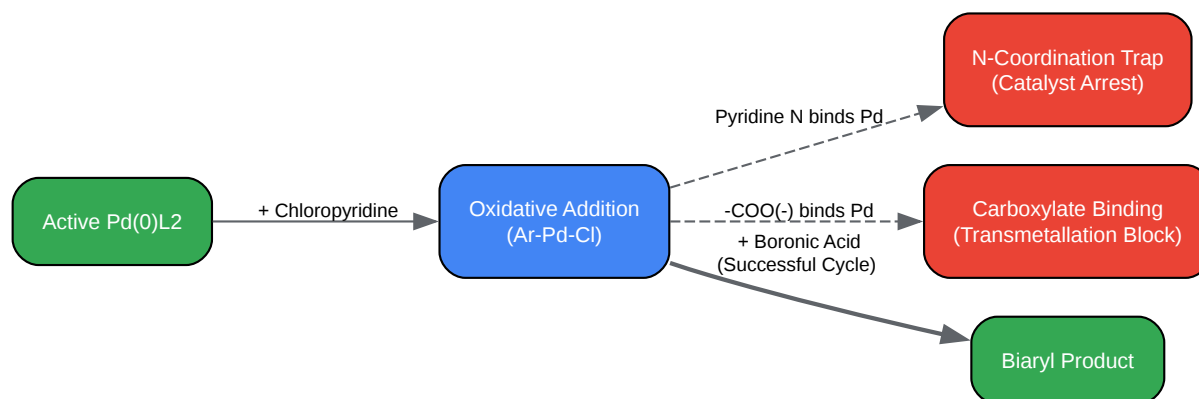 Active Pd(0)L2
+ Chloropyridine
Oxidative Addition
(Ar-Pd-Cl)
Pyridine N binds Pd
N-Coordination Trap
(Catalyst Arrest)
-COO(-) binds Pd
Carboxylate Binding
(Transmetallation Block)
+ Boronic Acid
(Successful Cycle)
Biaryl Product